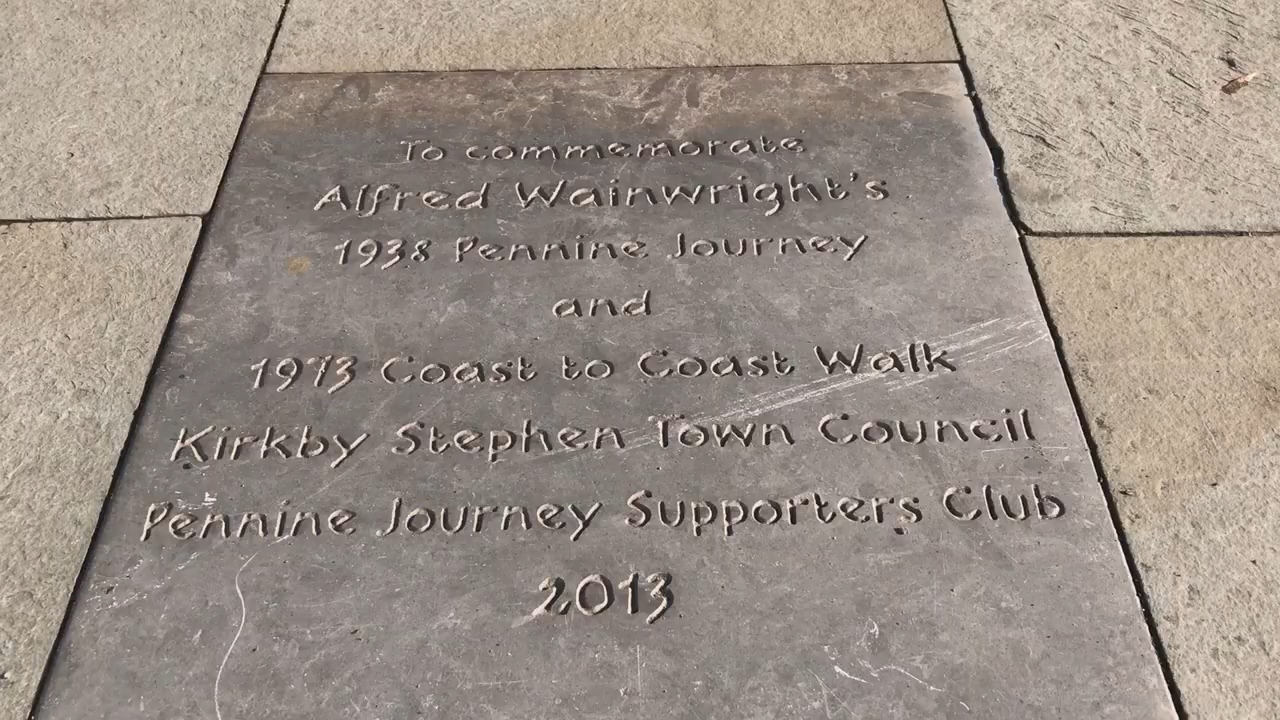 To commemorate
Alfred Wainwright's
1938 Pennine Journey
and
1973 Coast to Coast Walk
Kirkby Stephen Town Council
Pennine Journey Supporters Club
2013